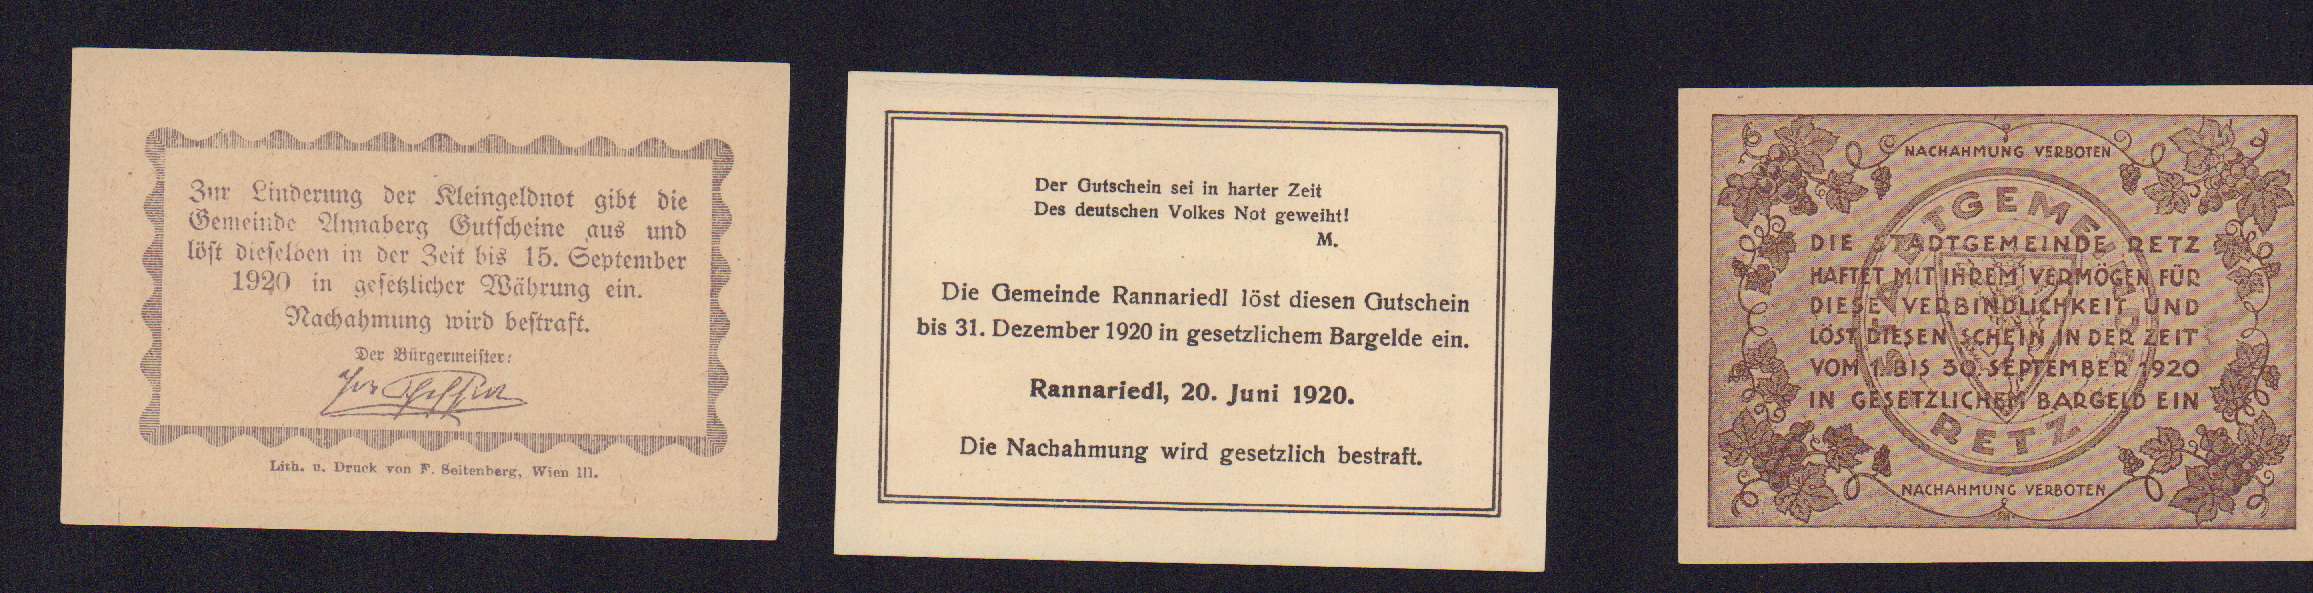 Zur Linderung der Kleingeldnot gibt die
Gemeinde Annaberg Gutscheine aus und
löst dieselben in der Zeit bis 15. September
1920 in gesetzlicher Währung ein.
Nachahmung wird bestraft.
Der Bürgermeister:
Lith. u. Druck von F. Seitenberg, Wien III.
Der Gutschein sei in harter Zeit
Des deutschen Volkes Not geweiht!
M.
Die Gemeinde Rannariedl löst diesen Gutschein
bis 31. Dezember 1920 in gesetzlichem Bargelde ein.
Rannariedl, 20. Juni 1920.
Die Nachahmung wird gesetzlich bestraft.
NACHAHMUNG VERBOTEN
DIE STADTGEMEINDE RETZ
HAFTET MIT IHREM VERMÖGEN FÜR
DIESE VERBINDLICHKEIT UND
LÖST DIESEN SCHEIN IN DER ZEIT
VOM 1. BIS 30. SEPTEMBER 1920
IN GESETZLICHEM BARGELD EIN
RETZ
NACHAHMUNG VERBOTEN